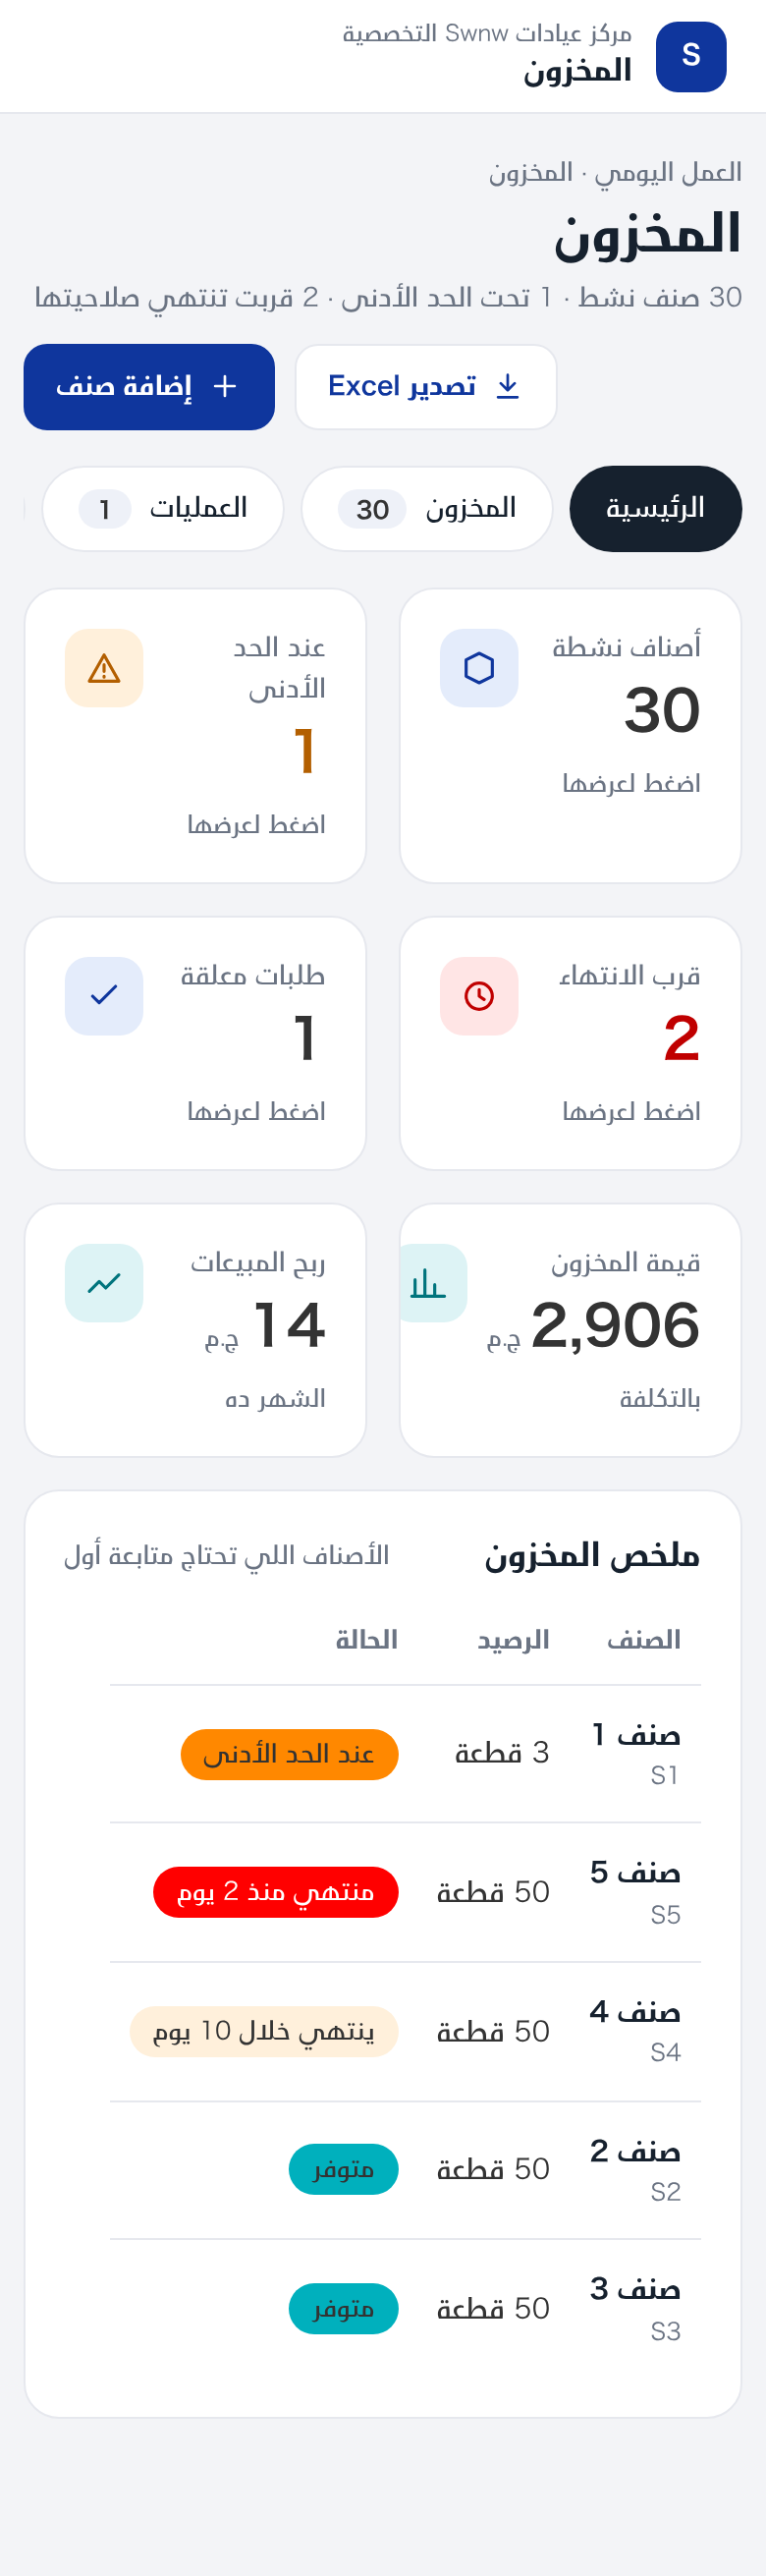 S
مركز عيادات Swnw التخصصية
المخزون
العمل اليومي · المخزون
المخزون
30 صنف نشط · 1 تحت الحد الأدنى · 2 قربت تنتهي صلاحيتها
تصدير Excel
إضافة صنف
الرئيسية
المخزون 30
العمليات 1
أصناف نشطة
30
اضغط لعرضها
عند الحد
الأدنى
1
اضغط لعرضها
قرب الانتهاء
2
اضغط لعرضها
طلبات معلقة
1
اضغط لعرضها
قيمة المخزون
2,906 ج.م
بالتكلفة
ربح المبيعات
14 ج.م
الشهر ده
ملخص المخزون
الأصناف اللي تحتاج متابعة أول
الصنف الرصيد الحالة
صنف 1
S1
3 قطعة
عند الحد الأدنى
صنف 5
S5
50 قطعة
منتهي منذ 2 يوم
صنف 4
S4
50 قطعة
ينتهي خلال 10 يوم
صنف 2
S2
50 قطعة
متوفر
صنف 3
S3
50 قطعة
متوفر